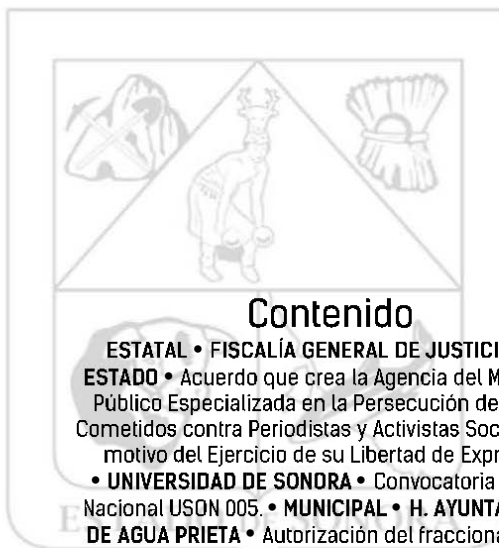 Contenido
ESTATAL • FISCALÍA GENERAL DE JUSTICI
ESTADO • Acuerdo que crea la Agencia del M
Público Especializada en la Persecución de
Cometidos contra Periodistas y Activistas Soc
motivo del Ejercicio de su Libertad de Expr
• UNIVERSIDAD DE SONORA • Convocatoria
Nacional USON 005. • MUNICIPAL • H. AYUNTA
DE AGUA PRIETA • Autorización del fracciona